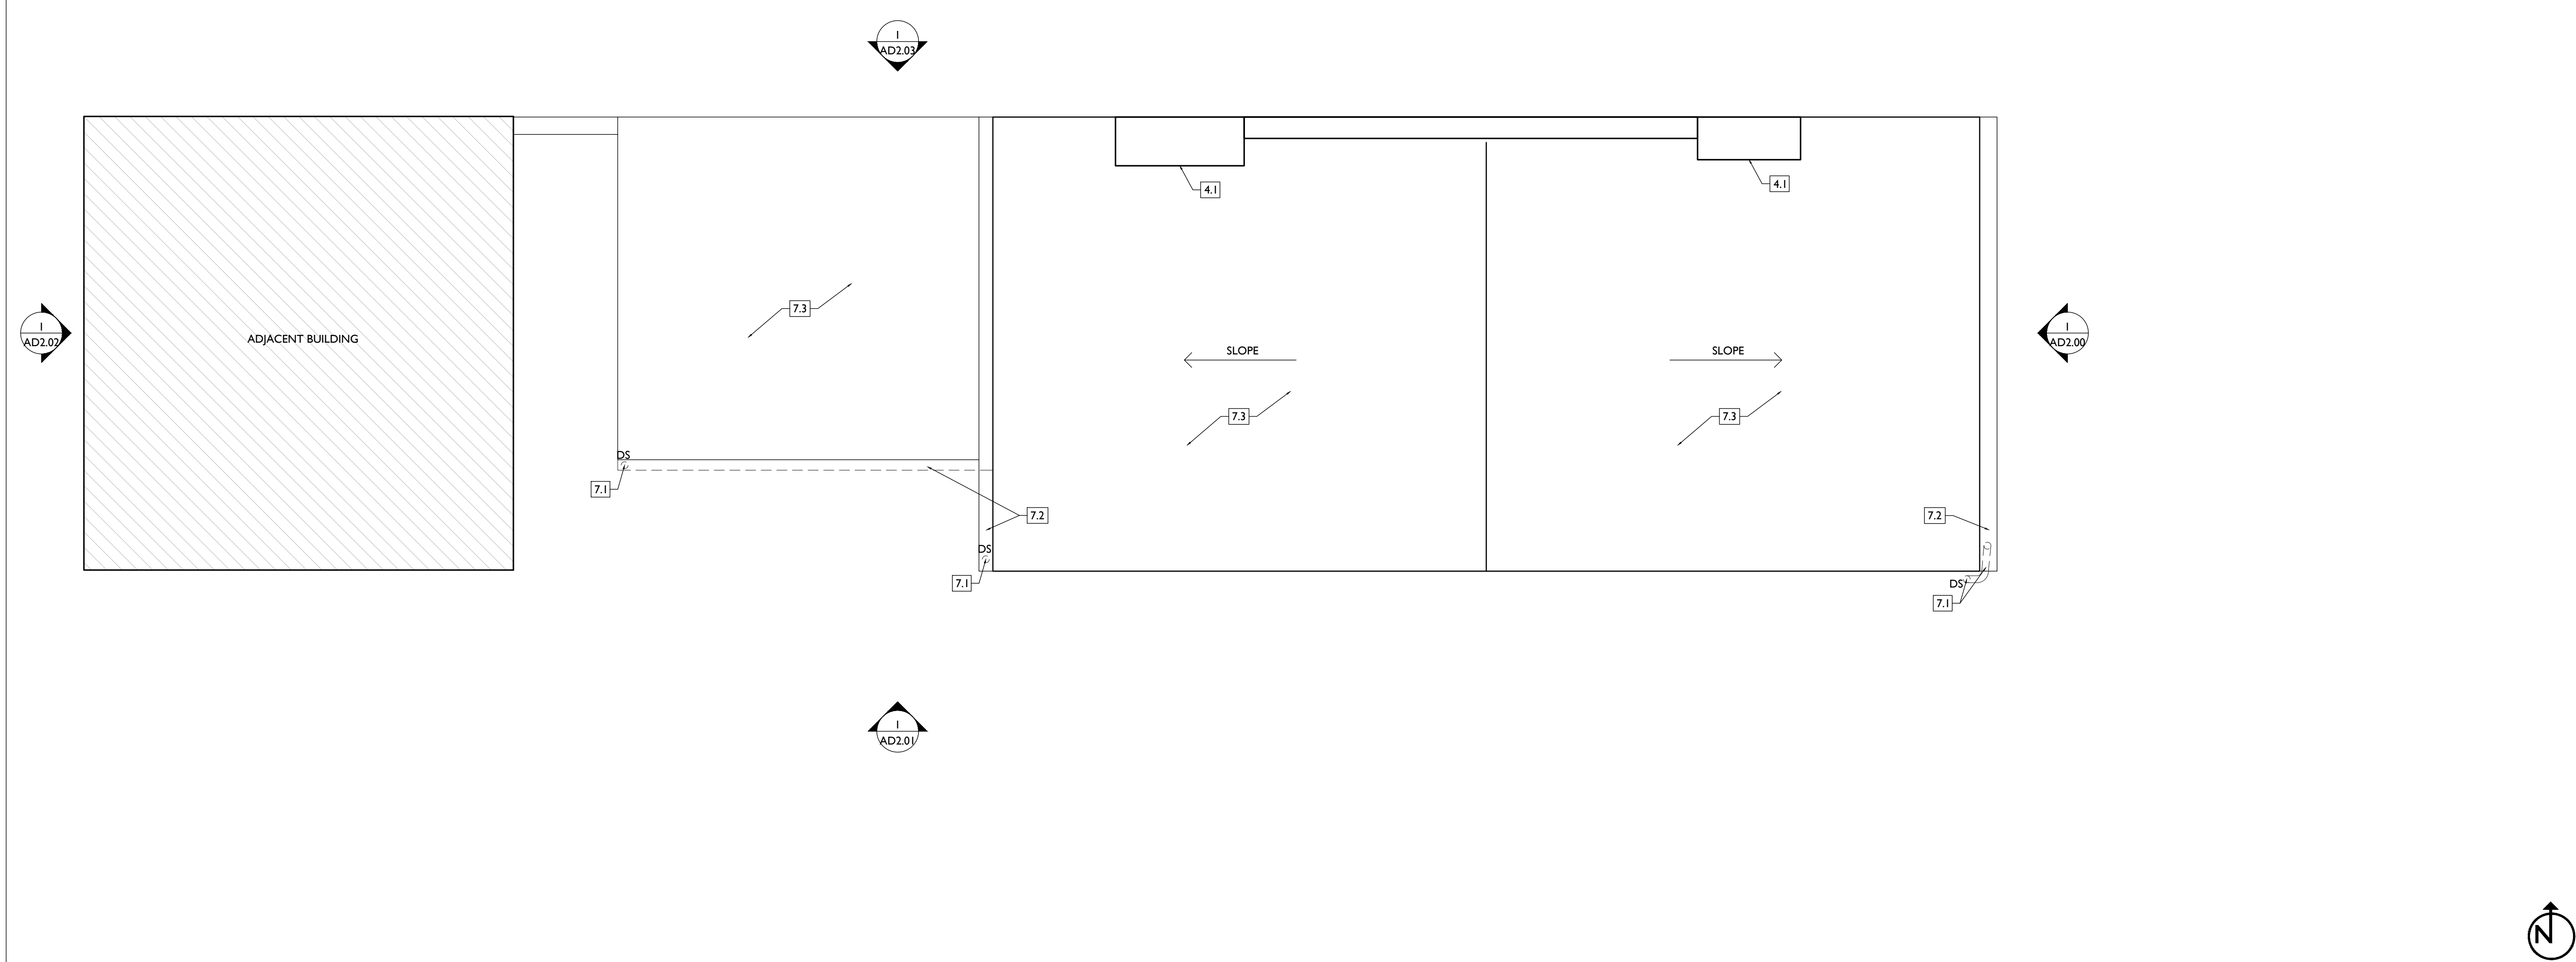 1
AD2.03
4.1
4.1
7.3
1
AD2.02
ADJACENT BUILDING
SLOPE
SLOPE
1
AD2.00
7.3
7.3
DS
7.1
7.2
7.2
DS
7.1
DS
7.1
1
AD2.01
N